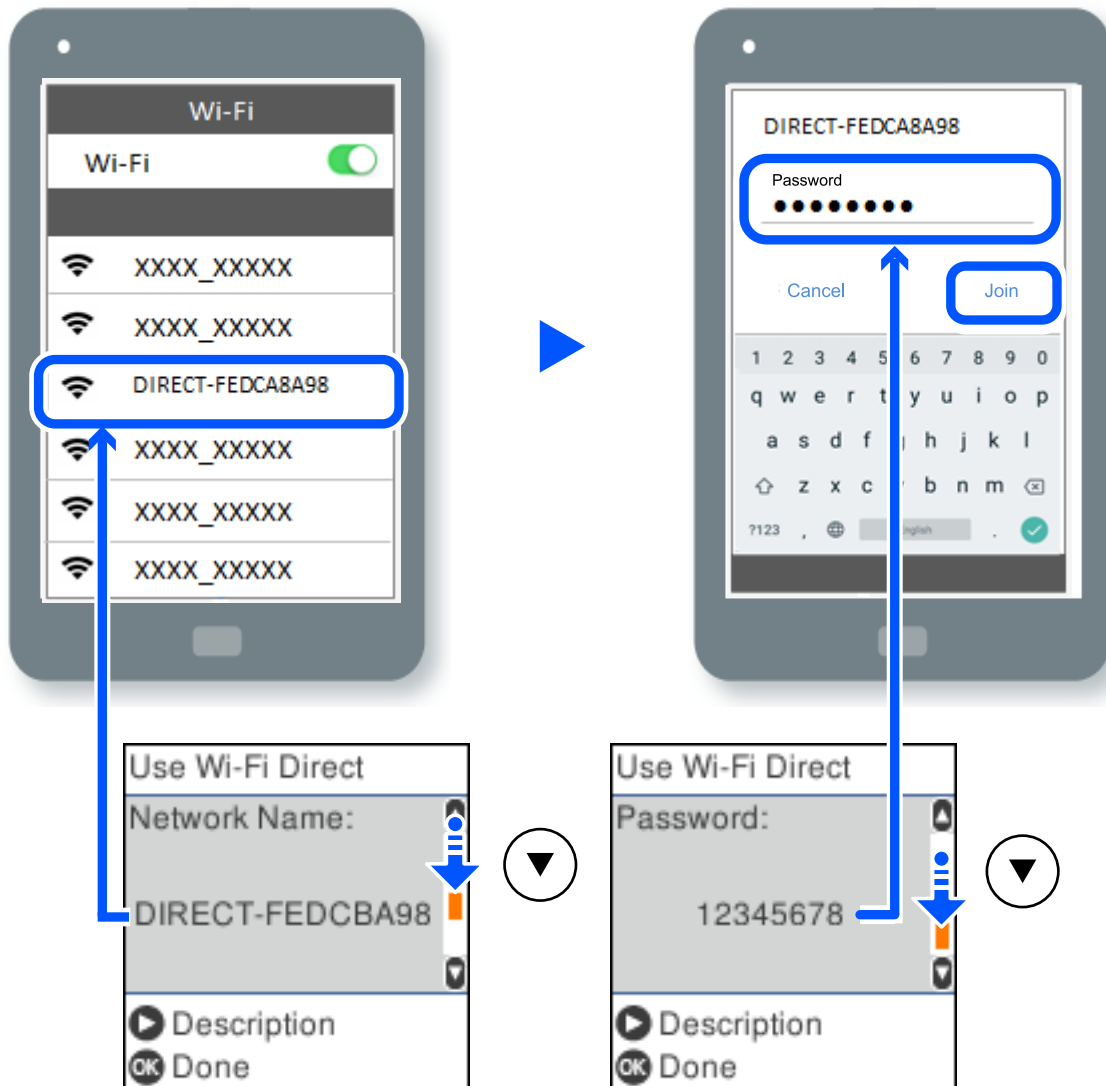 Wi-Fi
Wi-Fi
XXXX_XXXXX
XXXX_XXXXX
DIRECT-FEDCA8A98
XXXX_XXXXX
XXXX_XXXXX
XXXX_XXXXX
DIRECT-FEDCA8A98
Password
●●●●●●●●
Cancel Join
1 2 3 4 5 6 7 8 9 0
q w e r t y u i o p
a s d f h j k l
z x c b n m
?123 , .
Use Wi-Fi Direct
Network Name:
DIRECT-FEDCBA98
Description
OK Done
Use Wi-Fi Direct
Password:
12345678
Description
OK Done